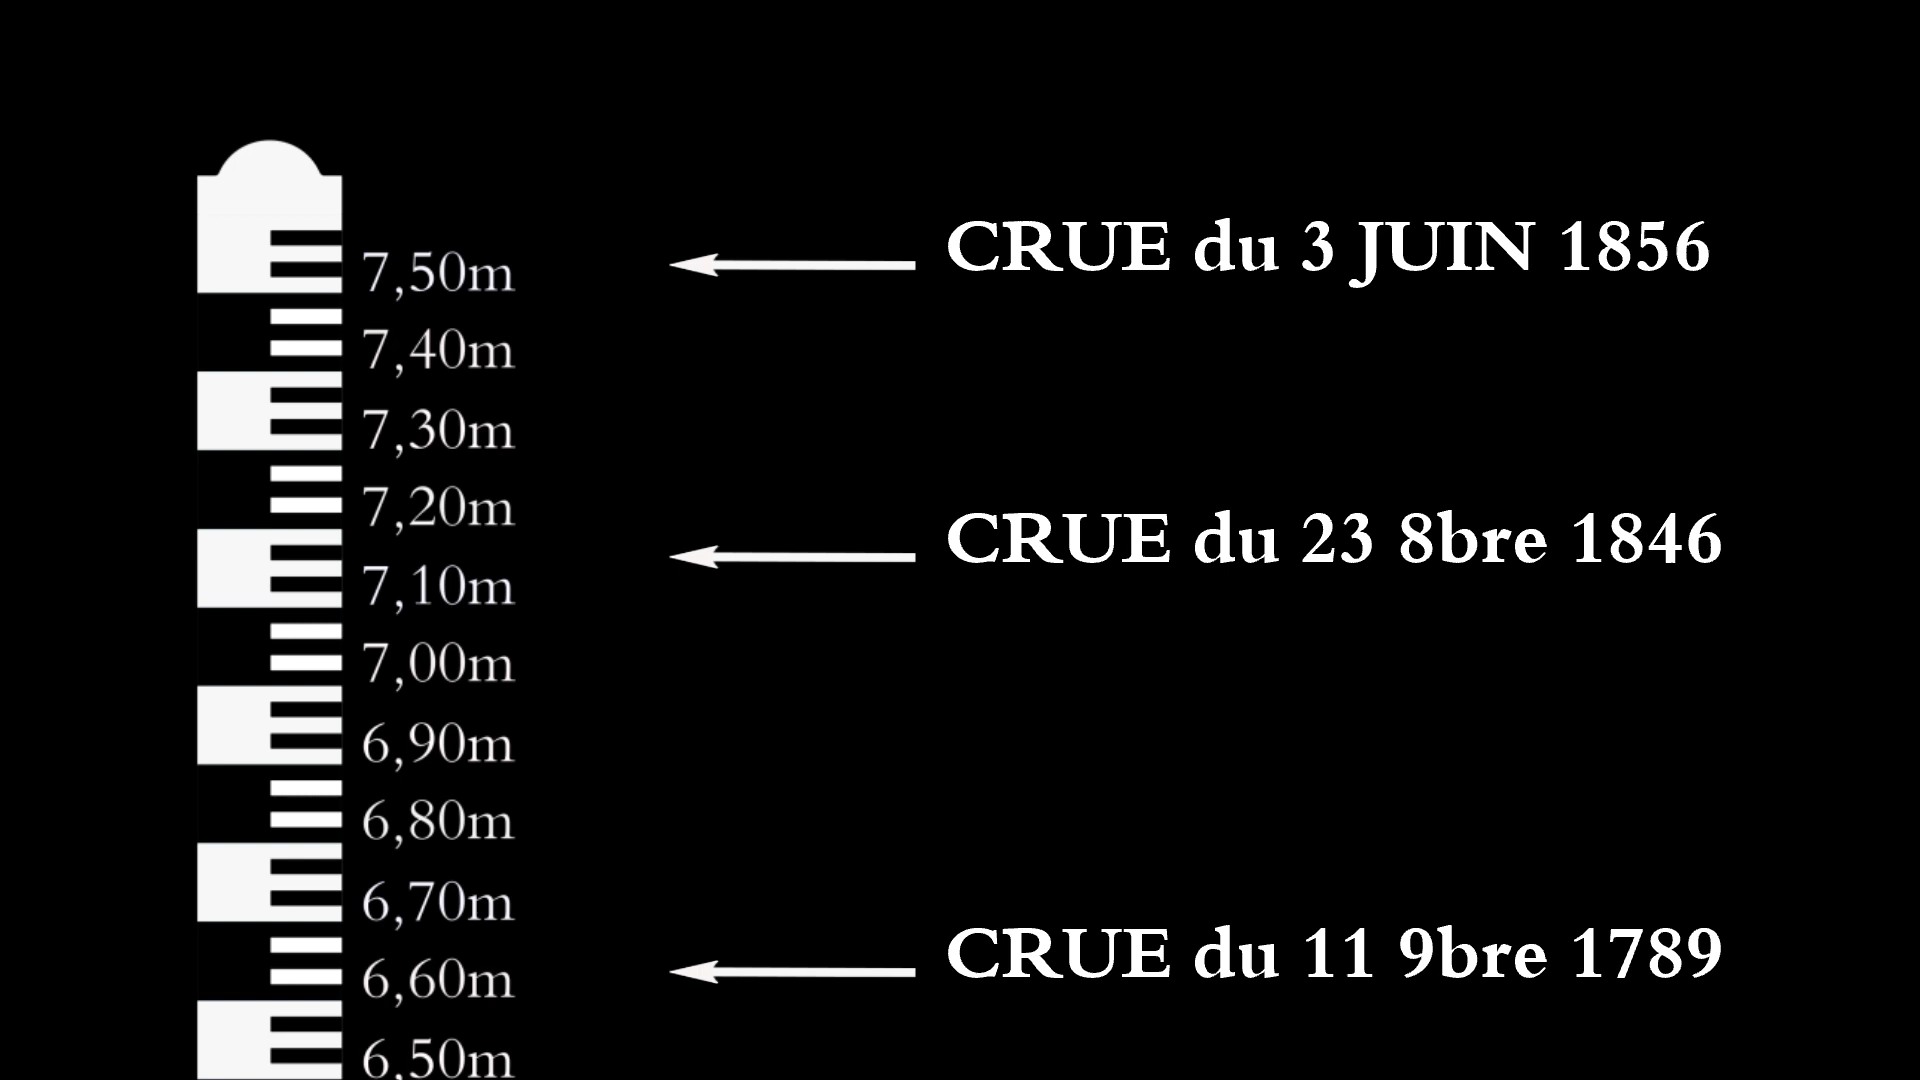 7,50m CRUE du 3 JUIN 1856
7,40m
7,30m
7,20m
7,10m CRUE du 23 8bre 1846
7,00m
6,90m
6,80m
6,70m
6,60m CRUE du 11 9bre 1789
6,50m